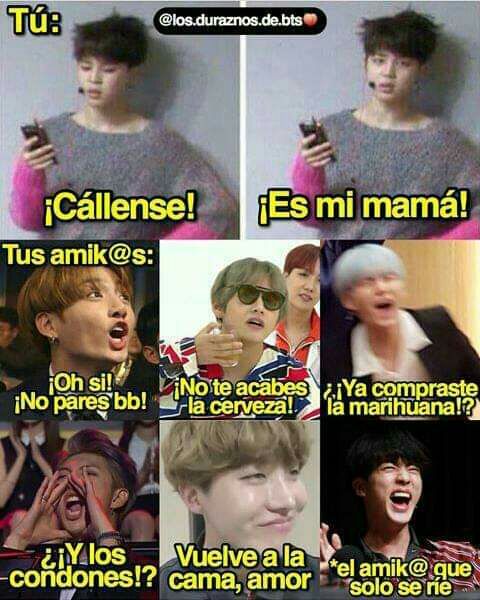 Tú:
@los.duraznos.de.bts
¡Cállense!
¡Es mi mamá!
Tus amik@s:
¡Oh si!
¡No pares bb!
¡No te acabes
la cerveza!
¿¡Ya compraste
la marihuana!?
¿¡Y los
condones!?
Vuelve a la
cama, amor
*el amik@ que
solo se ríe